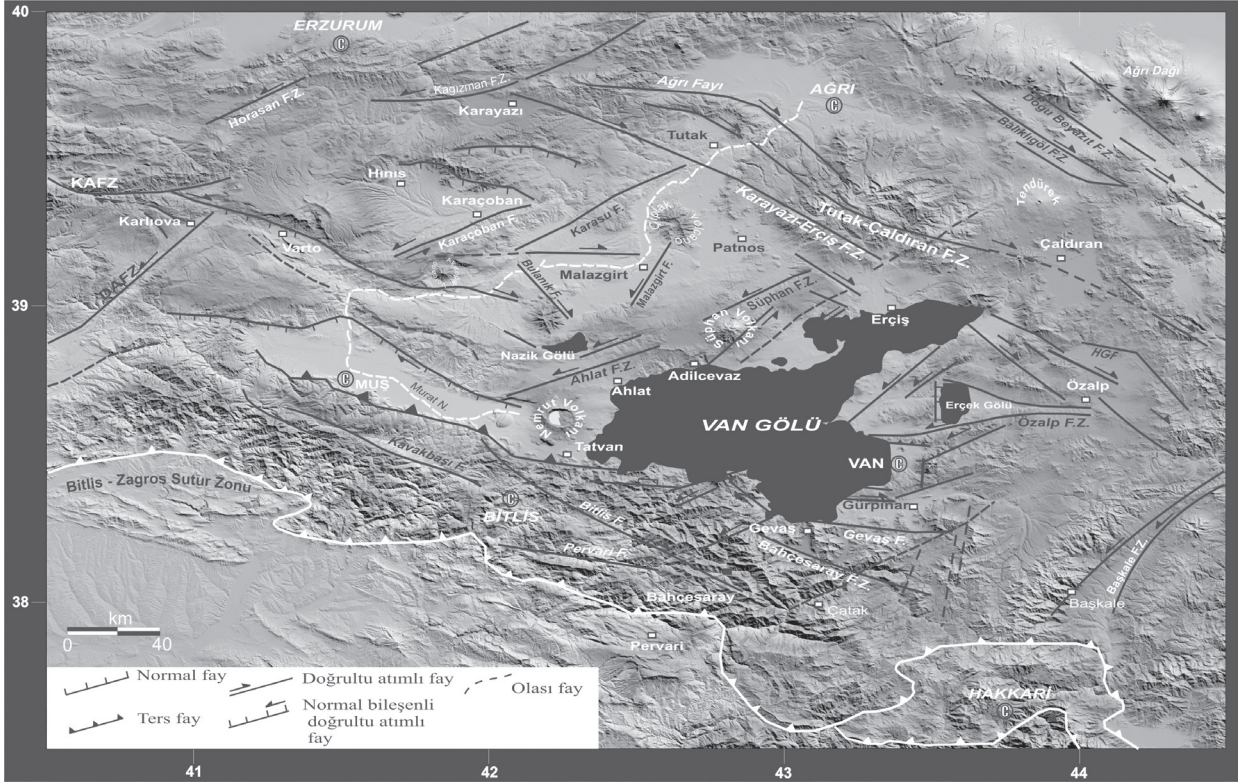 40
ERZURUM
Ağrı Dağı
Kağızman F.Z.
Ağrı Fayı
AĞRI
Horasan F.Z.
Karayazı
Doğu Beyazıt F.Z.
Balıklıgöl F.Z.
Tutak
KAFZ
Hınıs
Tendürek
Karaçoban
Karlıova
Karaçoban F.
Karasu F.
Karayazı-Erçiş F.Z.
Tutak-Çaldıran F.Z.
Varto
Patnos
Çaldıran
Malazgirt
Bulanık F.
Malazgirt F.
39
Süphan F.Z.
Erçiş
Süphan Volkanı
Nazik Gölü
HGF
Ahlat F.Z.
Adilcevaz
MUŞ
Ahlat
Murat N.
Özalp
Nemrut Volkanı
Erçek Gölü
VAN GÖLÜ
Özalp F.Z.
Tatvan
Kavakbaşı F.
VAN
Bitlis - Zagros Sütur Zonu
BİTLİS
Bitlis F.
Gürpınar
Gevaş
Gevaş F.
Pervari F.
Bahçesaray F.Z.
Başkale F.Z.
Bahçesaray
38
Çatak
Başkale
km
0 40
Pervari
Normal fay
Doğrultu atımlı fay
Olası fay
Ters fay
Normal bileşenli
doğrultu atımlı
fay
HAKKARİ
41 42 43 44